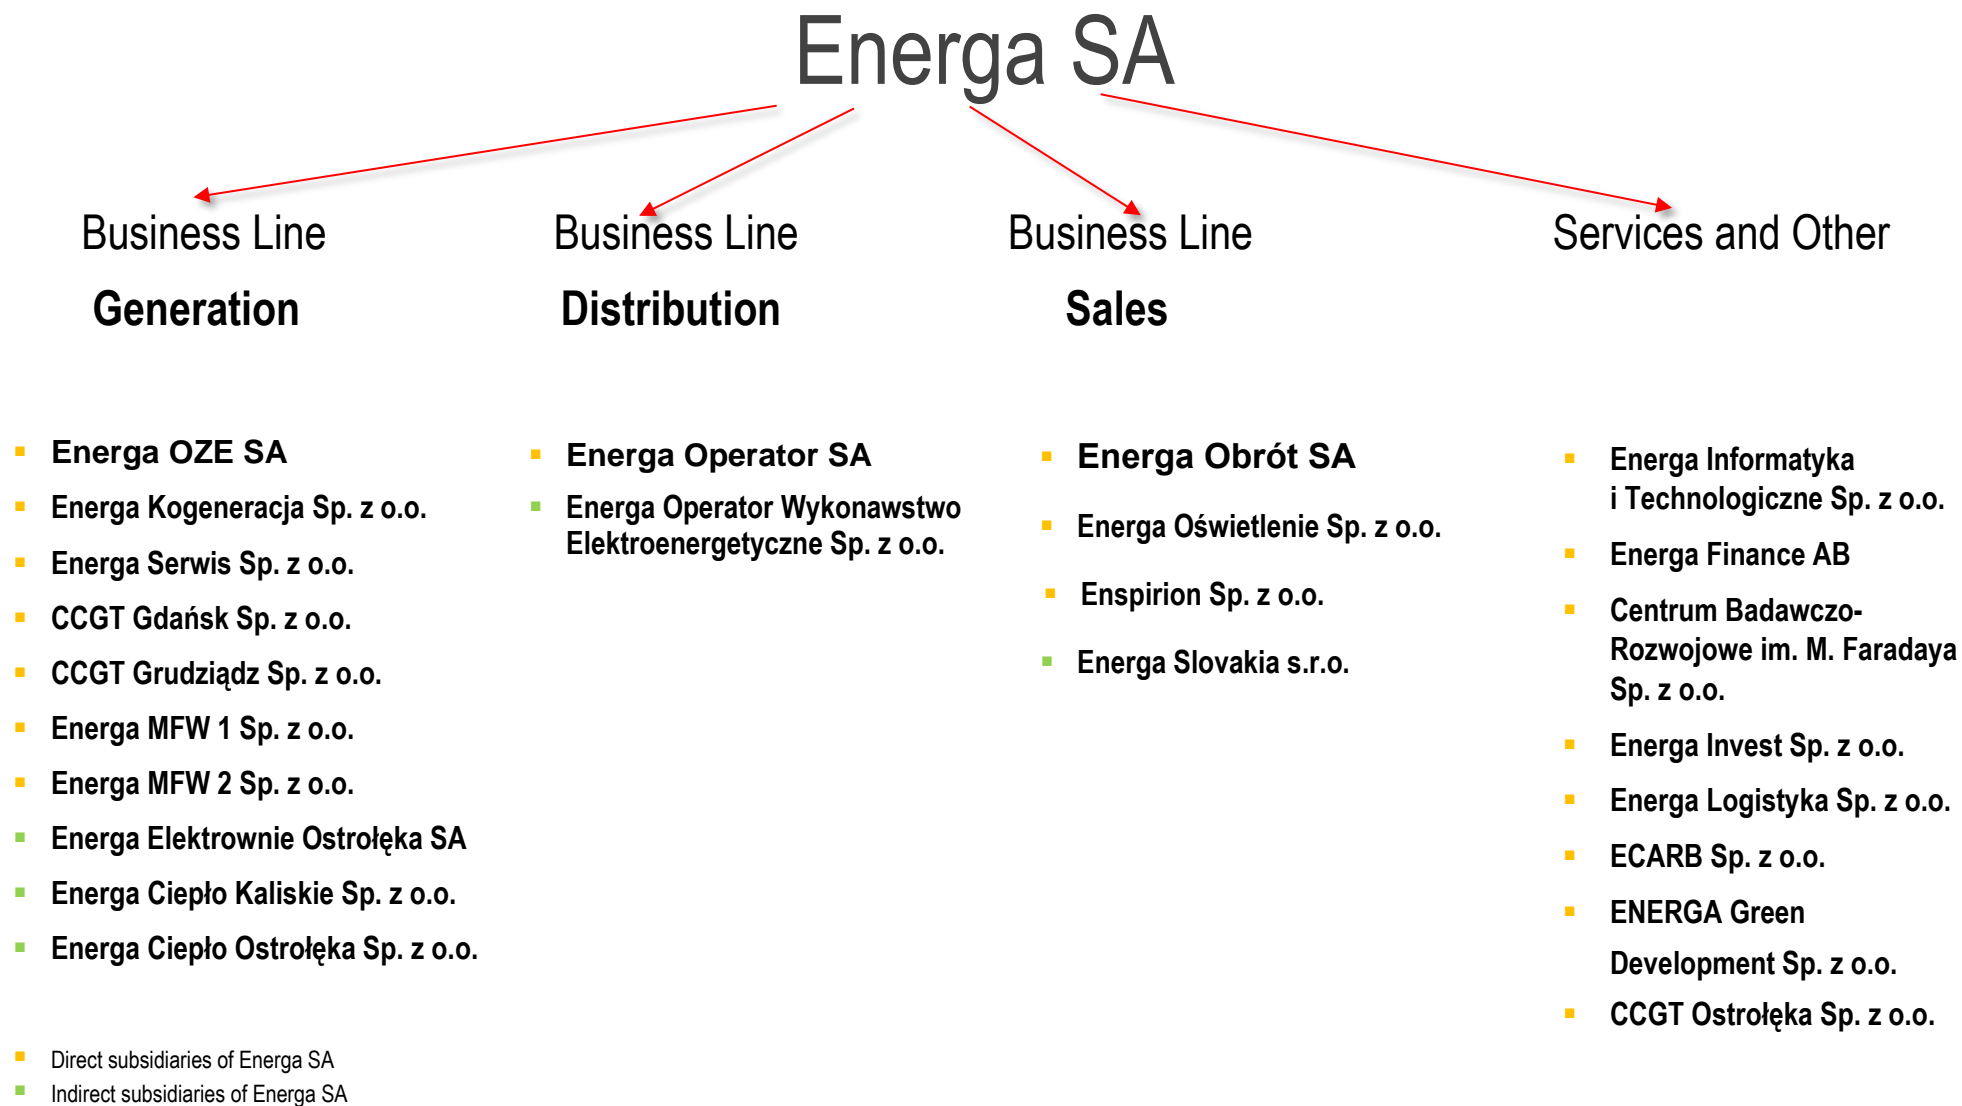 Energa SA
Business Line
Generation
Business Line
Distribution
Business Line
Sales
Services and Other
Energa OZE SA
Energa Kogeneracja Sp. z o.o.
Energa Serwis Sp. z o.o.
CCGT Gdańsk Sp. z o.o.
CCGT Grudziądz Sp. z o.o.
Energa MFW 1 Sp. z o.o.
Energa MFW 2 Sp. z o.o.
Energa Elektrownie Ostrołęka SA
Energa Ciepło Kaliskie Sp. z o.o.
Energa Ciepło Ostrołęka Sp. z o.o.
Energa Operator SA
Energa Operator Wykonawstwo
Elektroenergetyczne Sp. z o.o.
Energa Obrót SA
Energa Oświetlenie Sp. z o.o.
Enspirion Sp. z o.o.
Energa Slovakia s.r.o.
Energa Informatyka
i Technologiczne Sp. z o.o.
Energa Finance AB
Centrum Badawczo-
Rozwojowe im. M. Faradaya
Sp. z o.o.
Energa Invest Sp. z o.o.
Energa Logistyka Sp. z o.o.
ECARB Sp. z o.o.
ENERGA Green
Development Sp. z o.o.
CCGT Ostrołęka Sp. z o.o.
Direct subsidiaries of Energa SA
Indirect subsidiaries of Energa SA